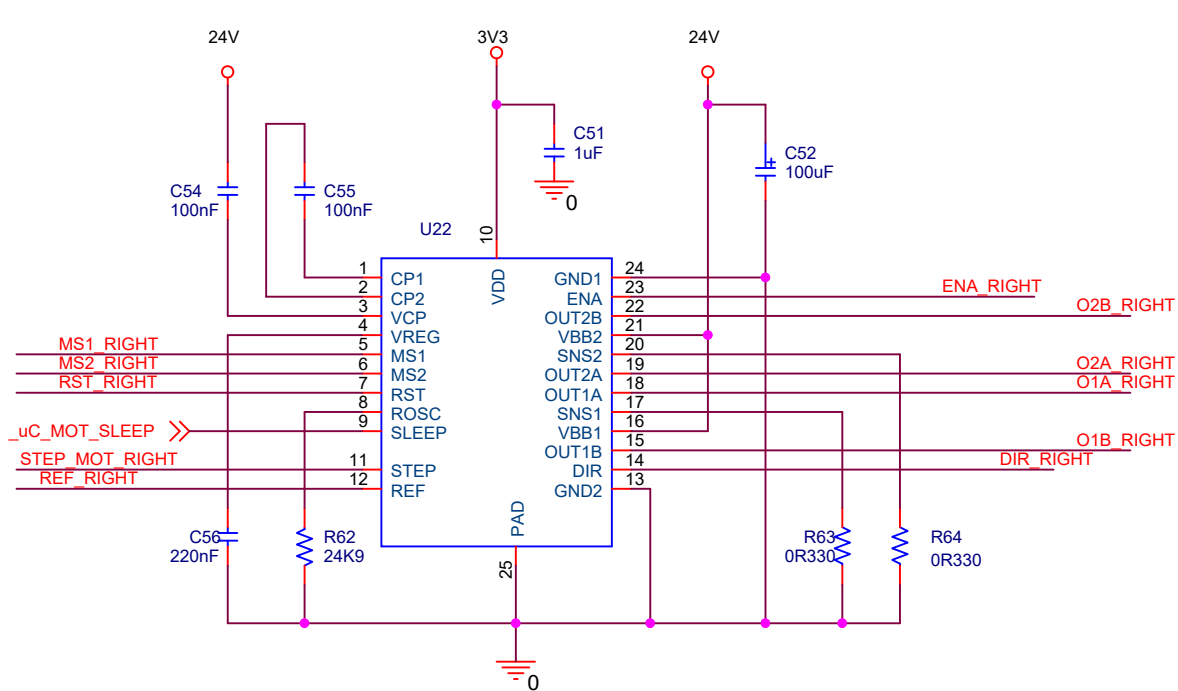 24V
3V3
24V
C51
1uF
0
C52
100uF
C54
100nF
C55
100nF
U22
10
VDD
1
CP1
2
CP2
3
VCP
4
VREG
MS1_RIGHT
5
MS1
MS2_RIGHT
6
MS2
RST_RIGHT
7
RST
8
ROSC
_uC_MOT_SLEEP
9
SLEEP
STEP_MOT_RIGHT
11
STEP
REF_RIGHT
12
REF
GND1
24
ENA
23
ENA_RIGHT
OUT2B
22
O2B_RIGHT
VBB2
21
SNS2
20
OUT2A
19
O2A_RIGHT
OUT1A
18
O1A_RIGHT
SNS1
17
VBB1
16
OUT1B
15
O1B_RIGHT
DIR
14
DIR_RIGHT
GND2
13
PAD
25
C56
220nF
R62
24K9
R63
0R330
R64
0R330
0